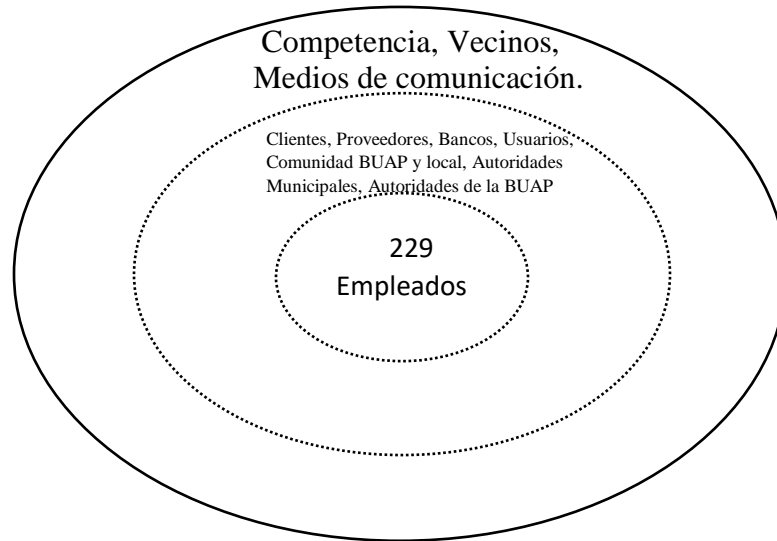 Competencia, Vecinos,
Medios de comunicación.
Clientes, Proveedores, Bancos, Usuarios,
Comunidad BUAP y local, Autoridades
Municipales, Autoridades de la BUAP
229
Empleados